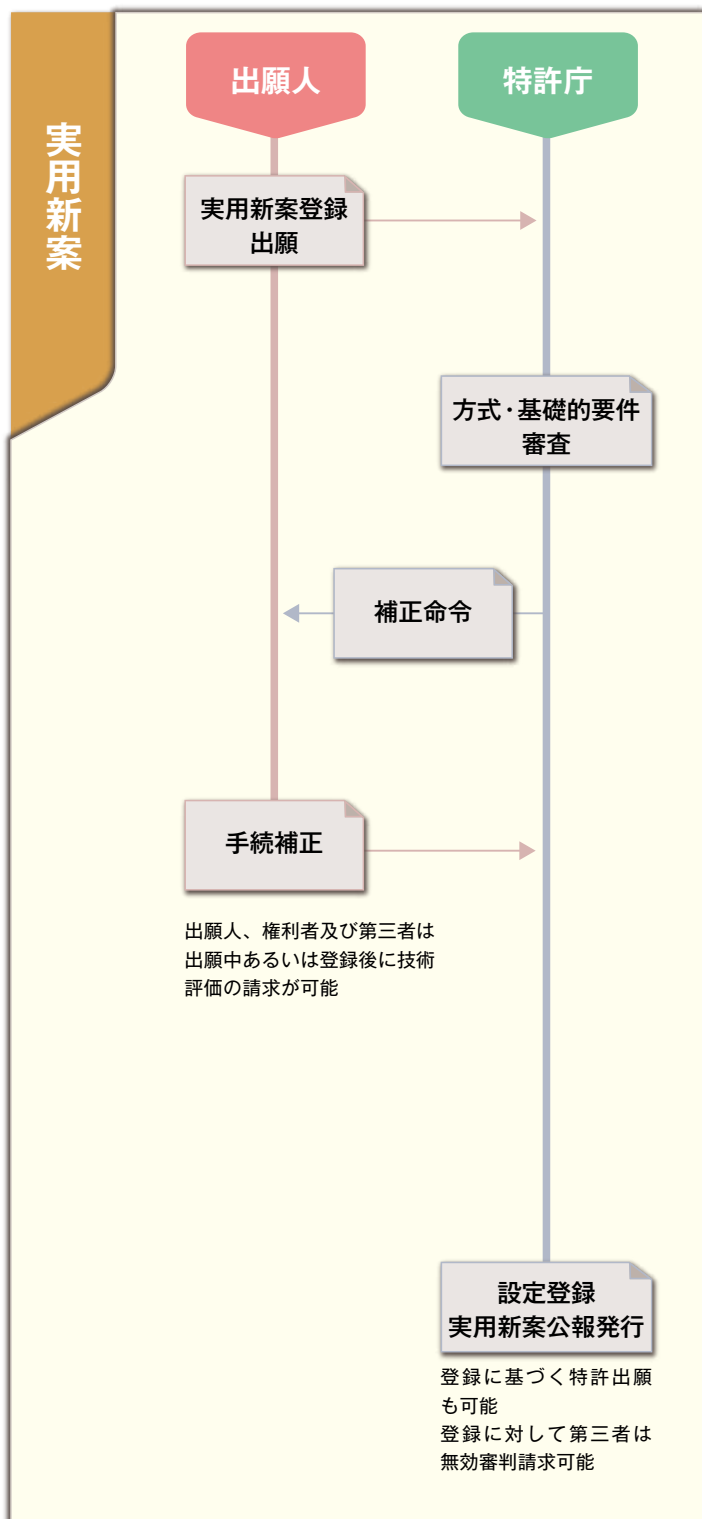 実用新案
出願人
特許庁
実用新案登録
出願
方式・基礎的要件
審査
補正命令
手続補正
出願人、権利者及び第三者は
出願中あるいは登録後に技術
評価の請求が可能
設定登録
実用新案公報発行
登録に基づく特許出願
も可能
登録に対して第三者は
無効審判請求可能